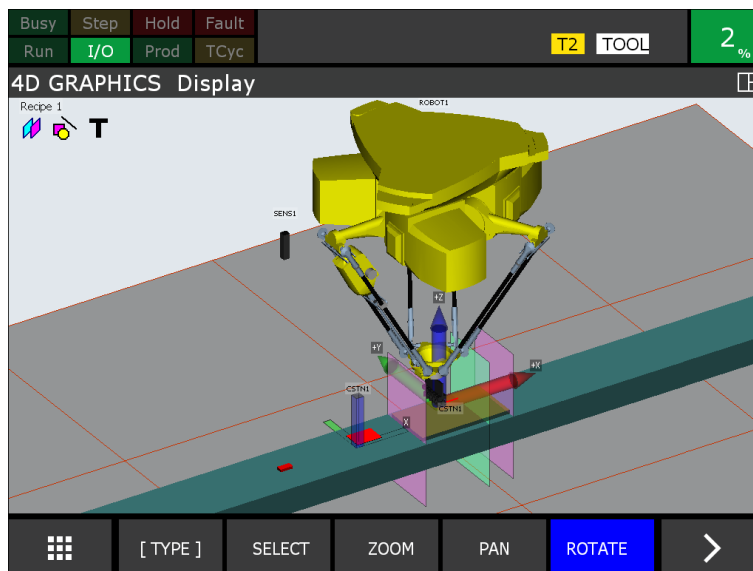 Busy Step Hold Fault
Run I/O Prod TCyc
T2 TOOL
2 %
4D GRAPHICS Display
Recipe 1
T
ROBOT1
SENS1
+Z
+Y
+X
CSTN1
CSTN1
X
[ TYPE ] SELECT ZOOM PAN ROTATE